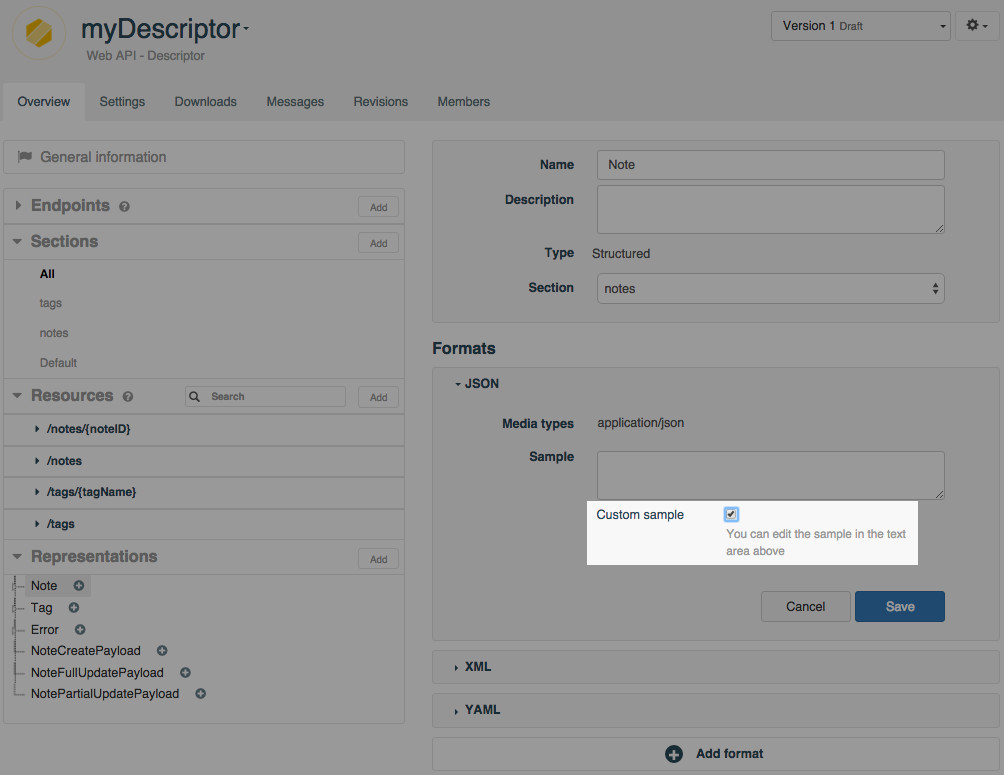 myDescriptor
Web API - Descriptor
Version 1 Draft
Overview Settings Downloads Messages Revisions Members
General information
Endpoints ?
Add
Sections
Add
All
tags
notes
Default
Resources ?
Search
Add
/notes/{noteID}
/notes
/tags/{tagName}
/tags
Representations
Add
Note
Tag
Error
NoteCreatePayload
NoteFullUpdatePayload
NotePartialUpdatePayload
Name Note
Description
Type Structured
Section notes
Formats
JSON
Media types application/json
Sample
Custom sample
You can edit the sample in the text
area above
Cancel Save
XML
YAML
Add format